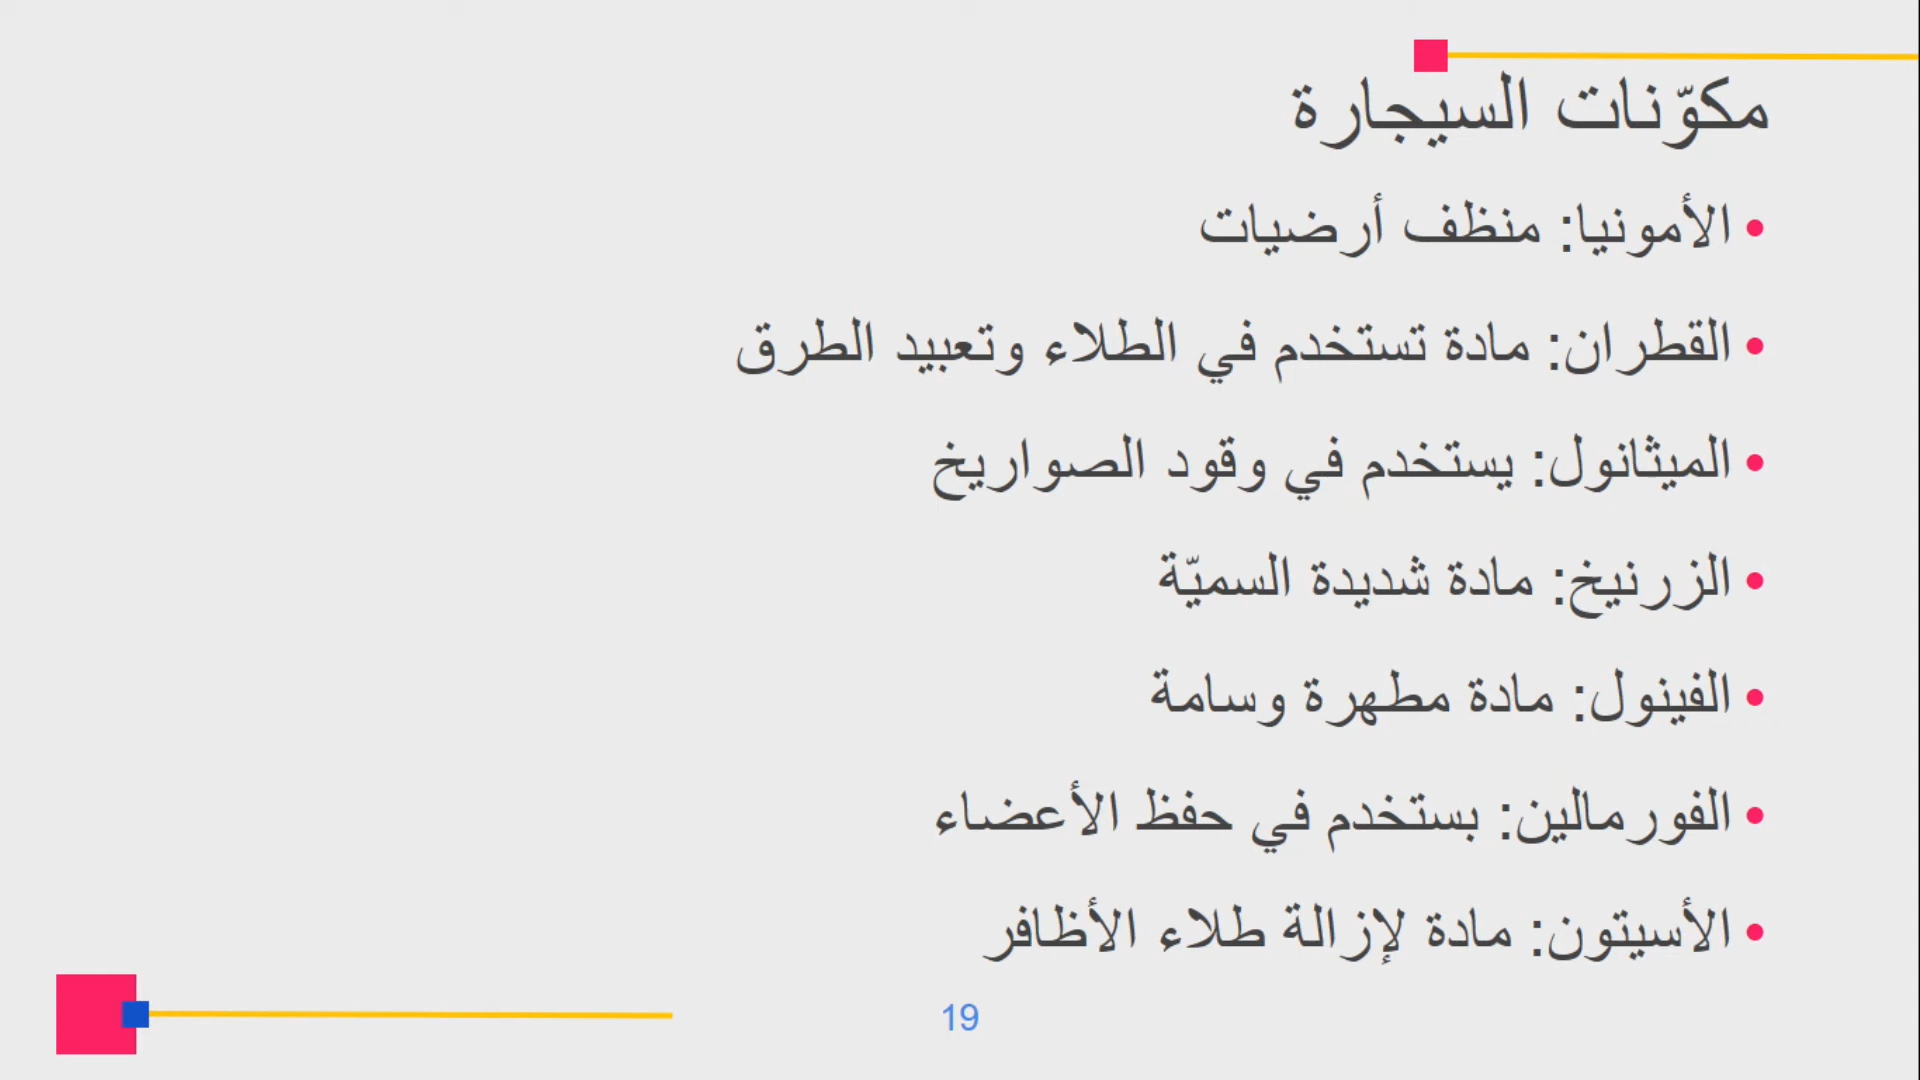 مكوّنات السيجارة
• الأمونيا: منظف أرضيات
• القطران: مادة تستخدم في الطلاء وتعبيد الطرق
• الميثانول: يستخدم في وقود الصواريخ
• الزرنيخ: مادة شديدة السميّة
• الفينول: مادة مطهرة وسامة
• الفورمالين: بستخدم في حفظ الأعضاء
• الأسيتون: مادة لإزالة طلاء الأظافر
19